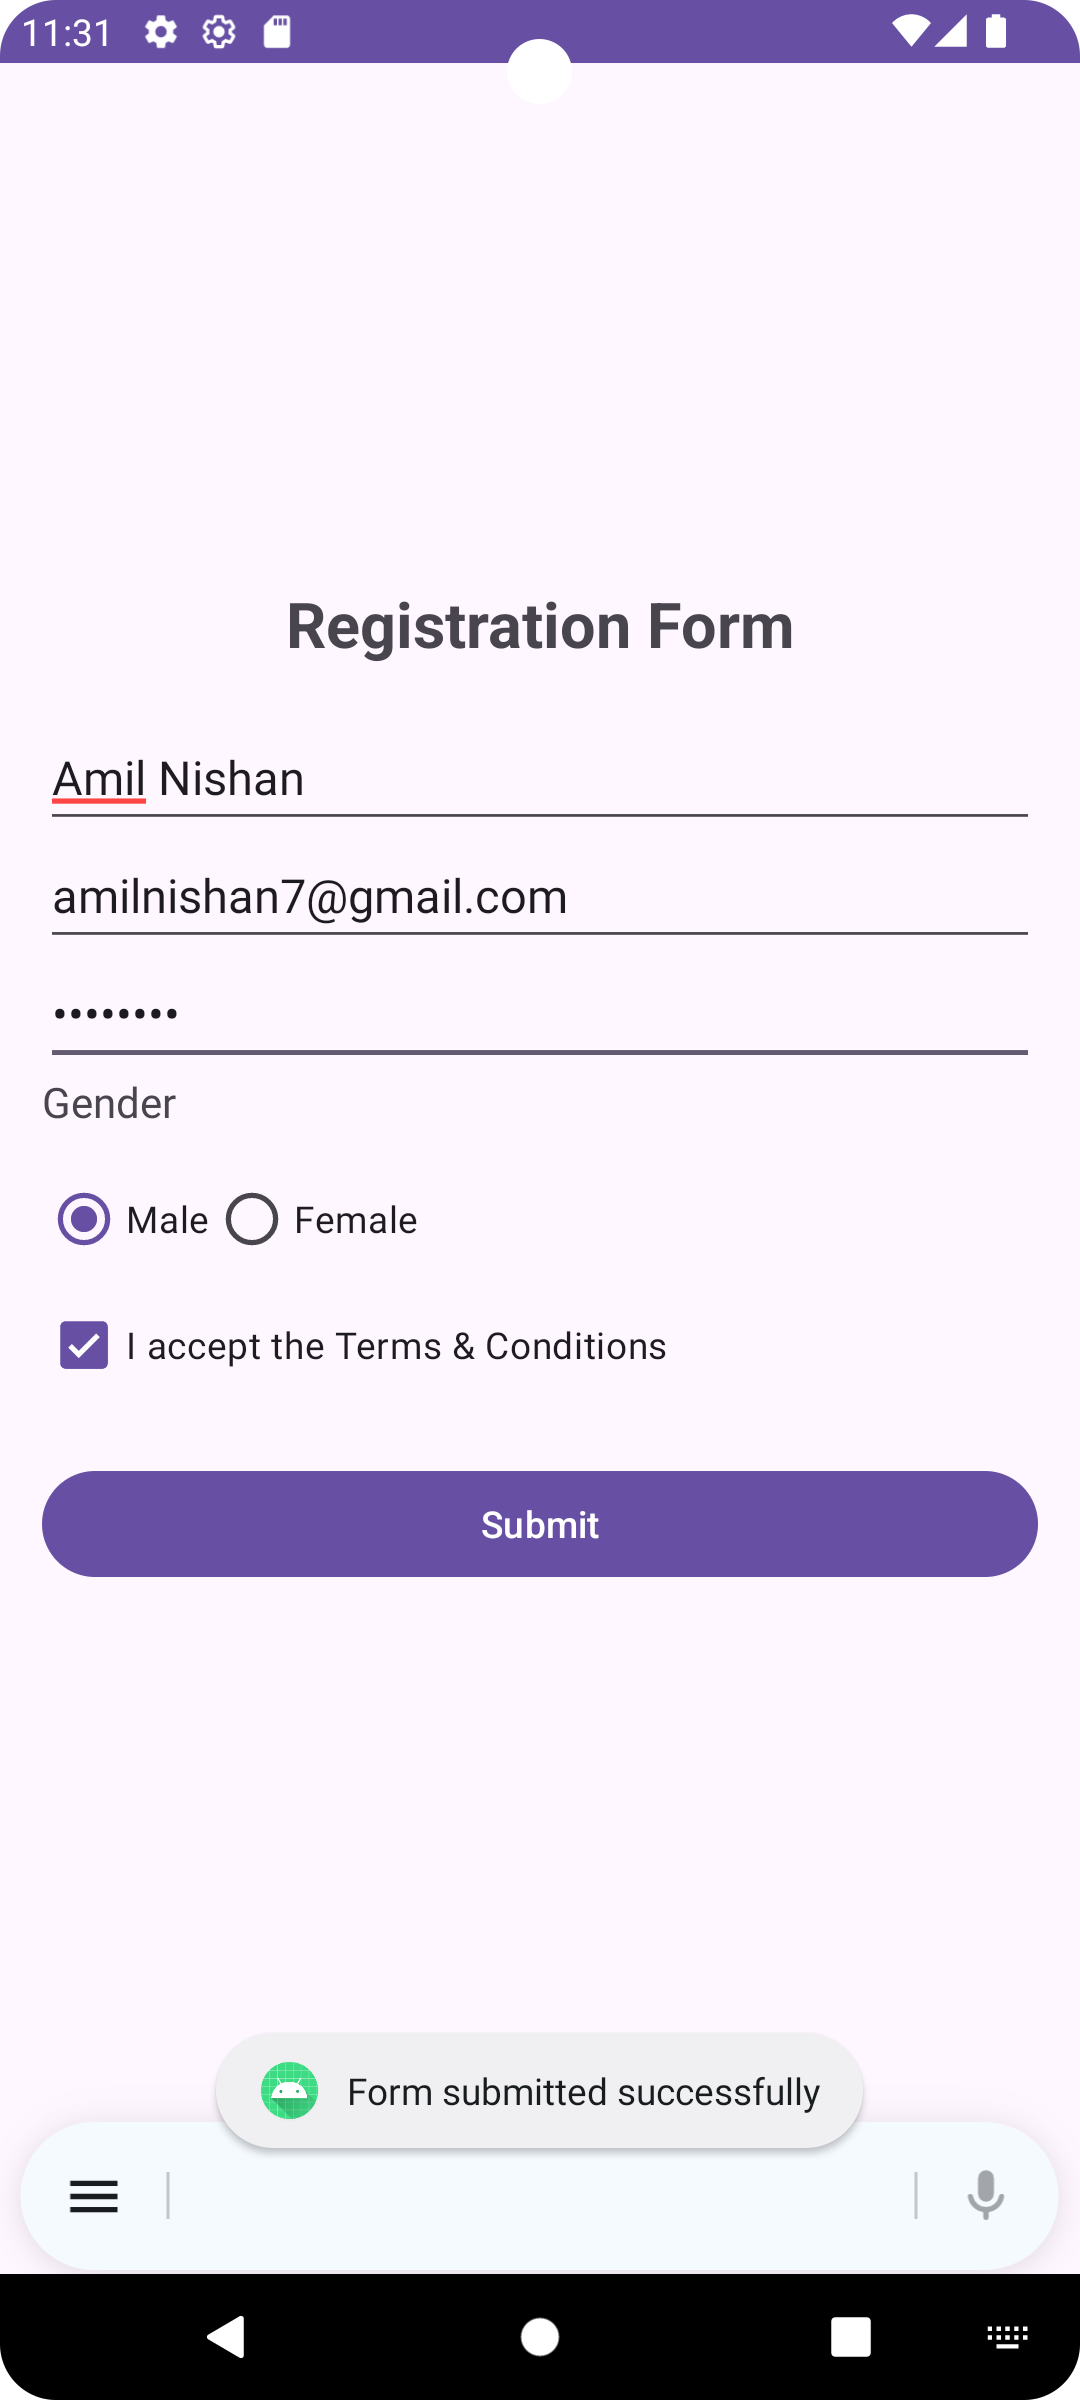 11:31
Registration Form
Amil Nishan
amilnishan7@gmail.com
••••••••
Gender
Male Female
I accept the Terms & Conditions
Submit
Form submitted successfully